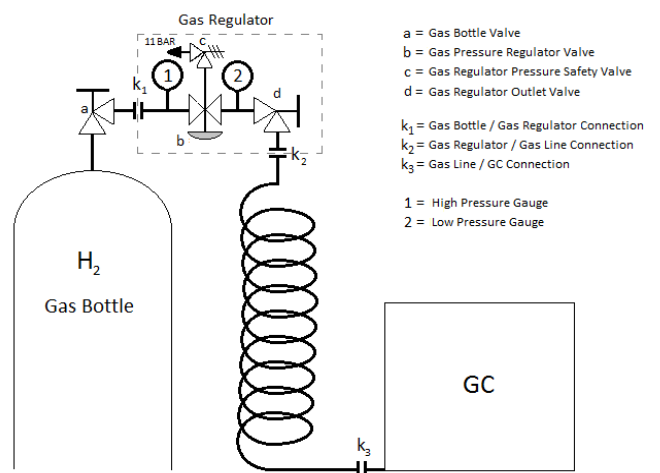 Gas Regulator
11 BAR
c
1
2
k1
a
b
d
k2
H2
Gas Bottle
GC
k3
a = Gas Bottle Valve
b = Gas Pressure Regulator Valve
c = Gas Regulator Pressure Safety Valve
d = Gas Regulator Outlet Valve
k1 = Gas Bottle / Gas Regulator Connection
k2 = Gas Regulator / Gas Line Connection
k3 = Gas Line / GC Connection
1 = High Pressure Gauge
2 = Low Pressure Gauge